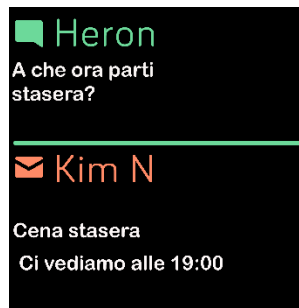 Heron
A che ora parti
stasera?
Kim N
Cena stasera
Ci vediamo alle 19:00